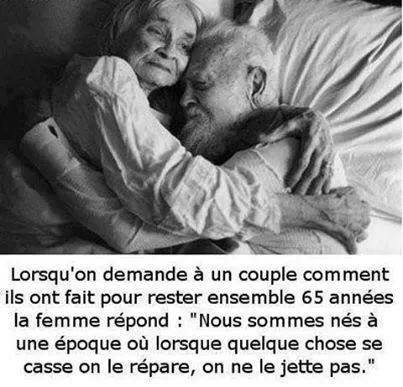 Lorsqu'on demande à un couple comment
ils ont fait pour rester ensemble 65 années
la femme répond : "Nous sommes nés à
une époque où lorsque quelque chose se
casse on le répare, on ne le jette pas."